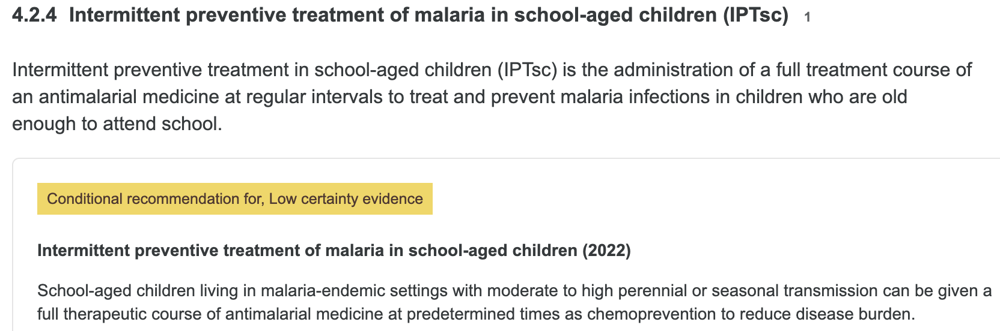 4.2.4 Intermittent preventive treatment of malaria in school-aged children (IPTsc) 1
Intermittent preventive treatment in school-aged children (IPTsc) is the administration of a full treatment course of
an antimalarial medicine at regular intervals to treat and prevent malaria infections in children who are old
enough to attend school.
Conditional recommendation for, Low certainty evidence
Intermittent preventive treatment of malaria in school-aged children (2022)
School-aged children living in malaria-endemic settings with moderate to high perennial or seasonal transmission can be given a
full therapeutic course of antimalarial medicine at predetermined times as chemoprevention to reduce disease burden.